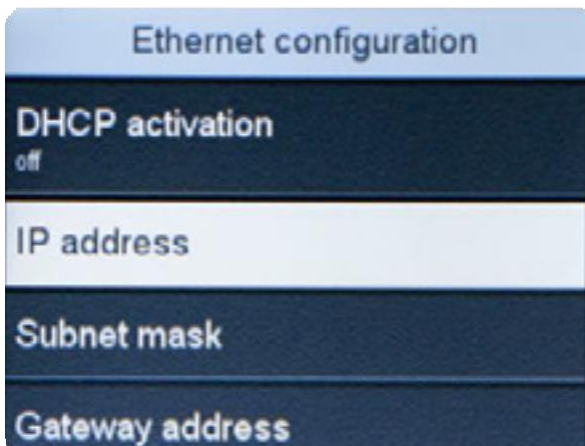 Ethernet configuration
DHCP activation
off
IP address
Subnet mask
Gateway address